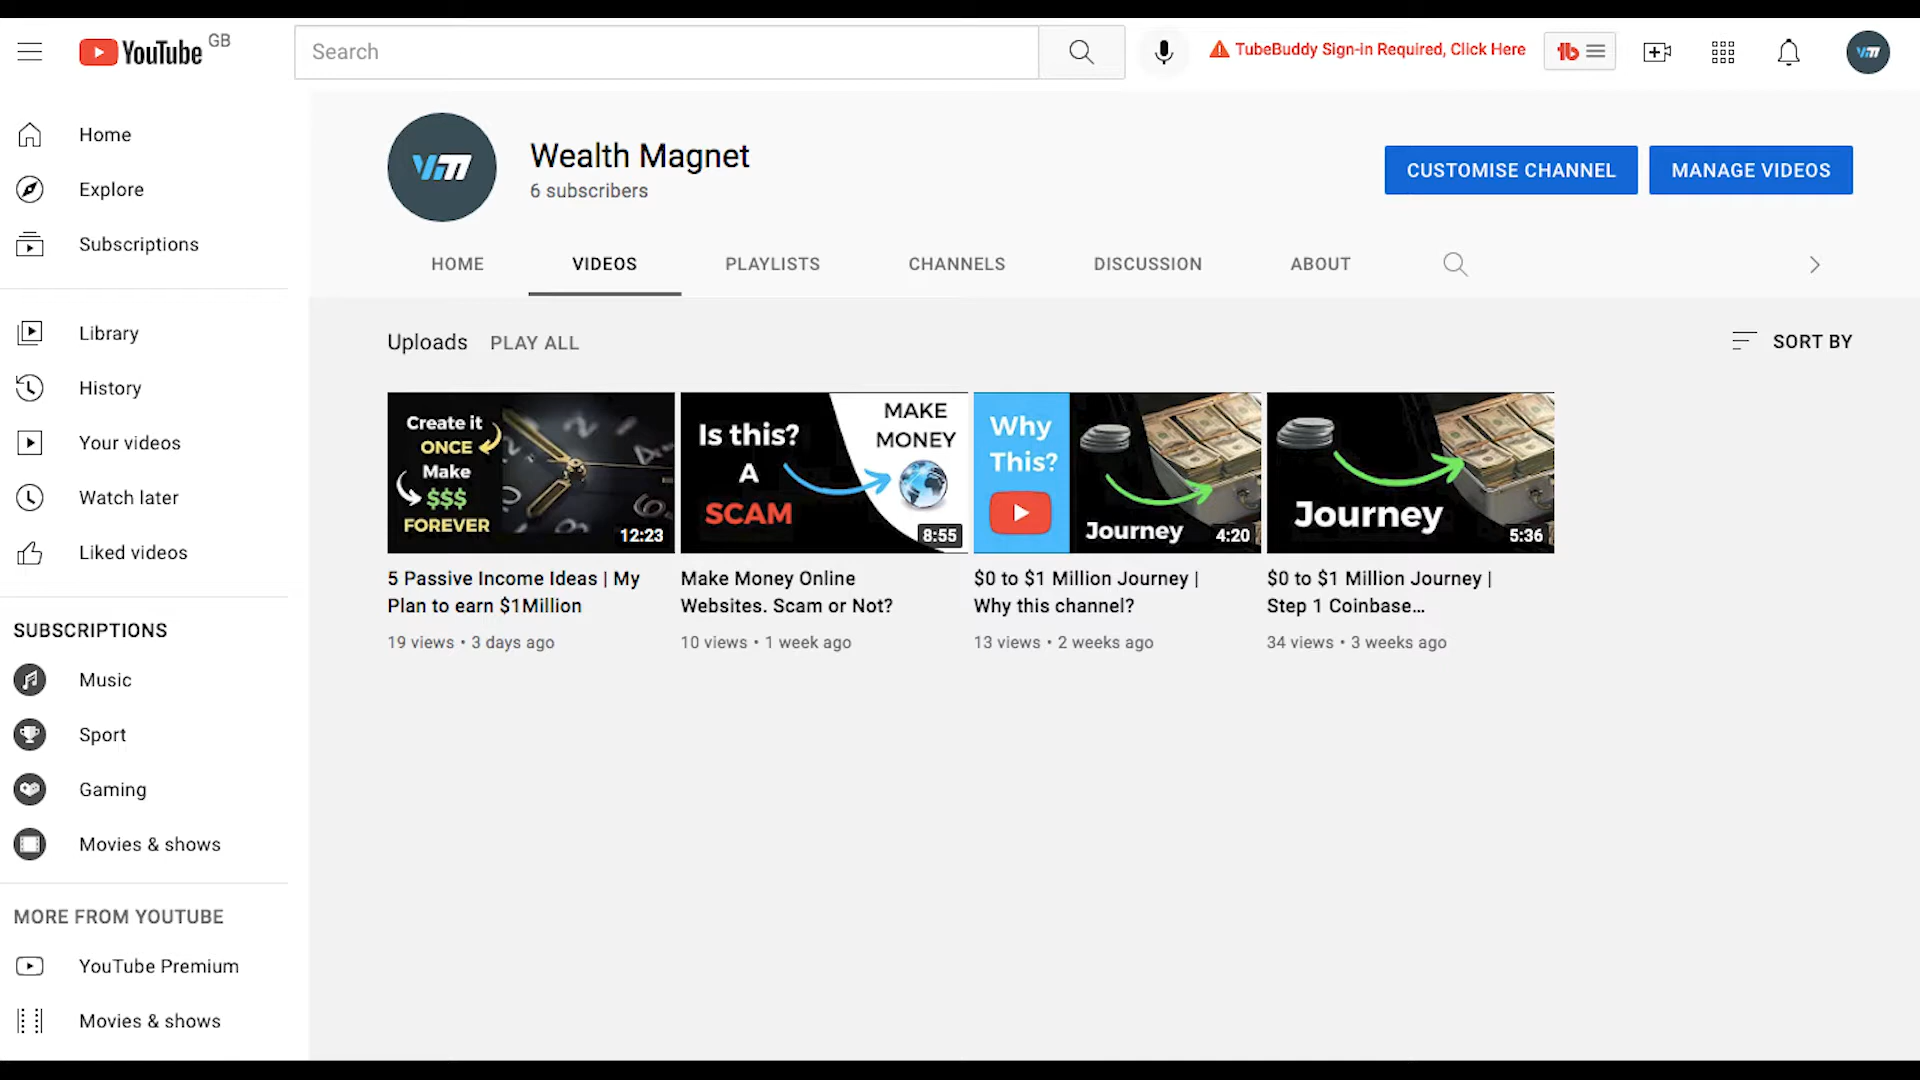 YouTube GB
Search
TubeBuddy Sign-in Required, Click Here
Home
Explore
Subscriptions
Library
History
Your videos
Watch later
Liked videos
SUBSCRIPTIONS
Music
Sport
Gaming
Movies & shows
MORE FROM YOUTUBE
YouTube Premium
Movies & shows
Wealth Magnet
6 subscribers
CUSTOMISE CHANNEL
MANAGE VIDEOS
HOME
VIDEOS
PLAYLISTS
CHANNELS
DISCUSSION
ABOUT
Uploads
PLAY ALL
SORT BY
Create it
ONCE
Make
$$$
FOREVER
12:23
5 Passive Income Ideas | My
Plan to earn $1Million
19 views • 3 days ago
Is this?
A
SCAM
MAKE
MONEY
8:55
Make Money Online
Websites. Scam or Not?
10 views • 1 week ago
Why
This?
Journey
4:20
$0 to $1 Million Journey |
Why this channel?
13 views • 2 weeks ago
Journey
5:36
$0 to $1 Million Journey |
Step 1 Coinbase...
34 views • 3 weeks ago